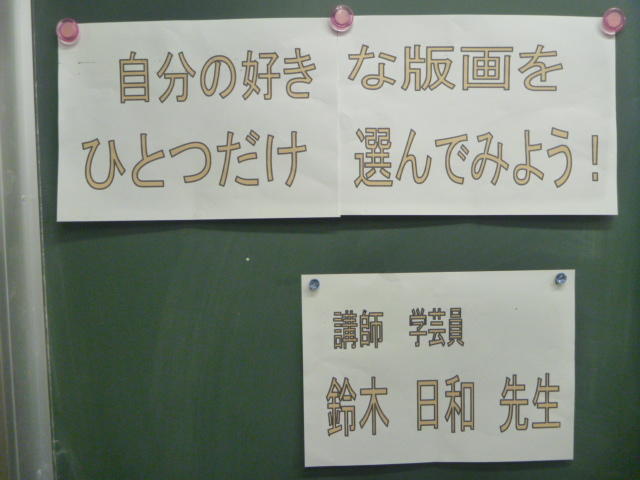 自分の好きな版画を
ひとつだけ選んでみよう！
講師 学芸員
鈴木 日和 先生